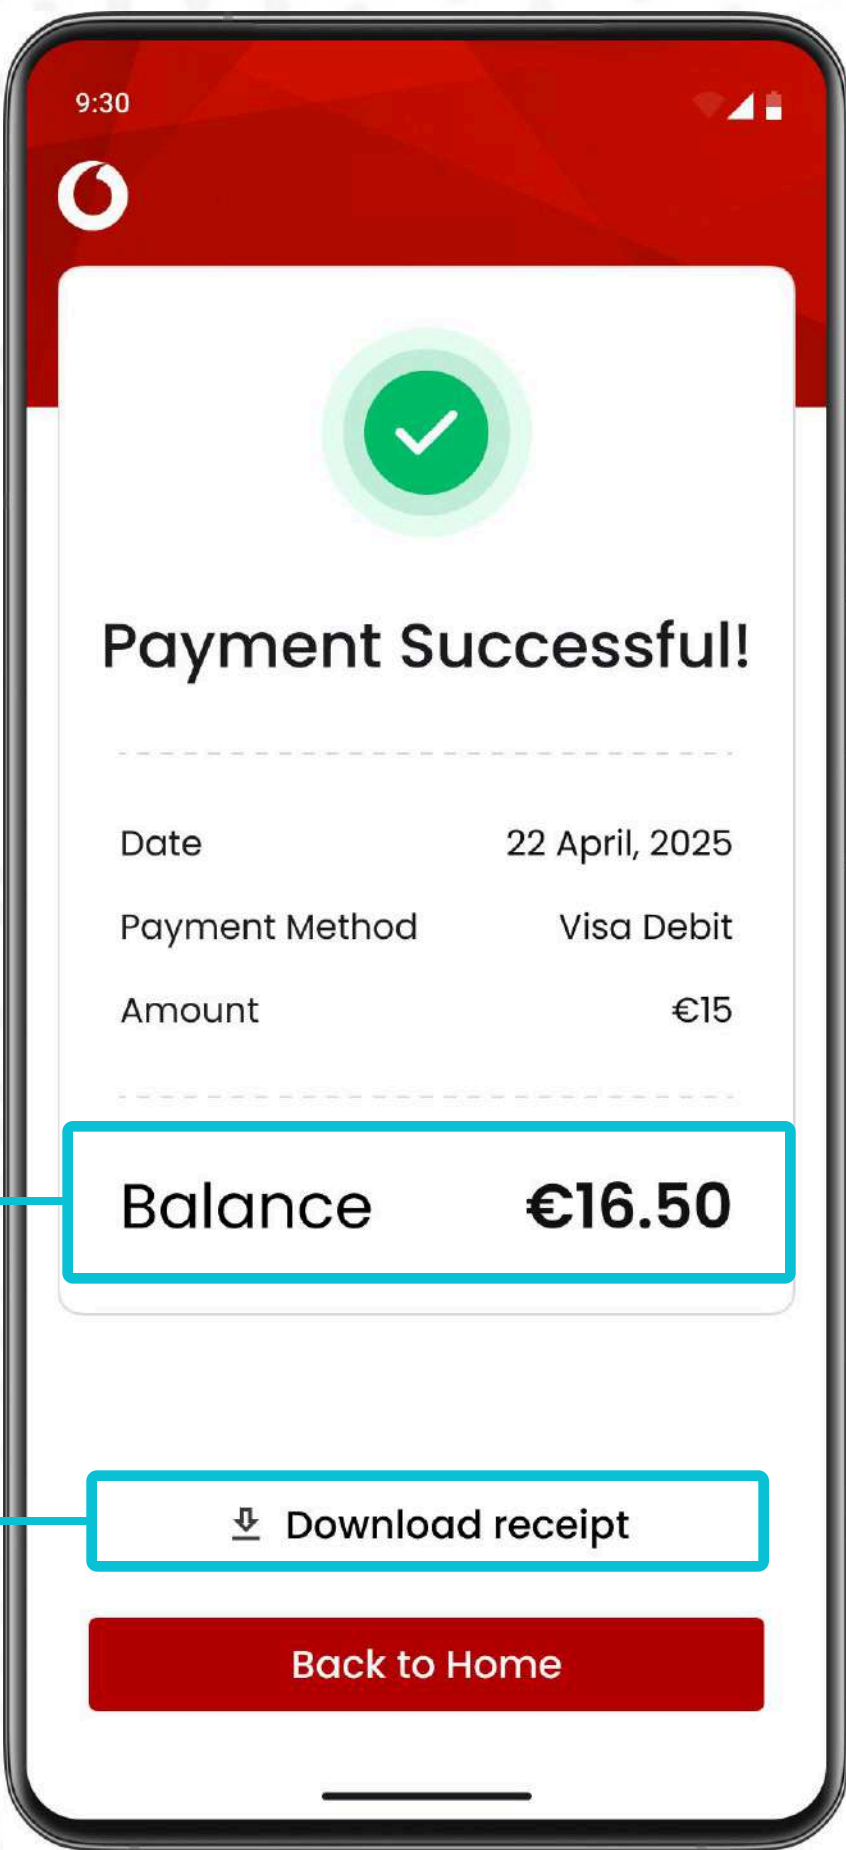 9:30
Payment Successful!
Date 22 April, 2025
Payment Method Visa Debit
Amount €15
Balance €16.50
Download receipt
Back to Home